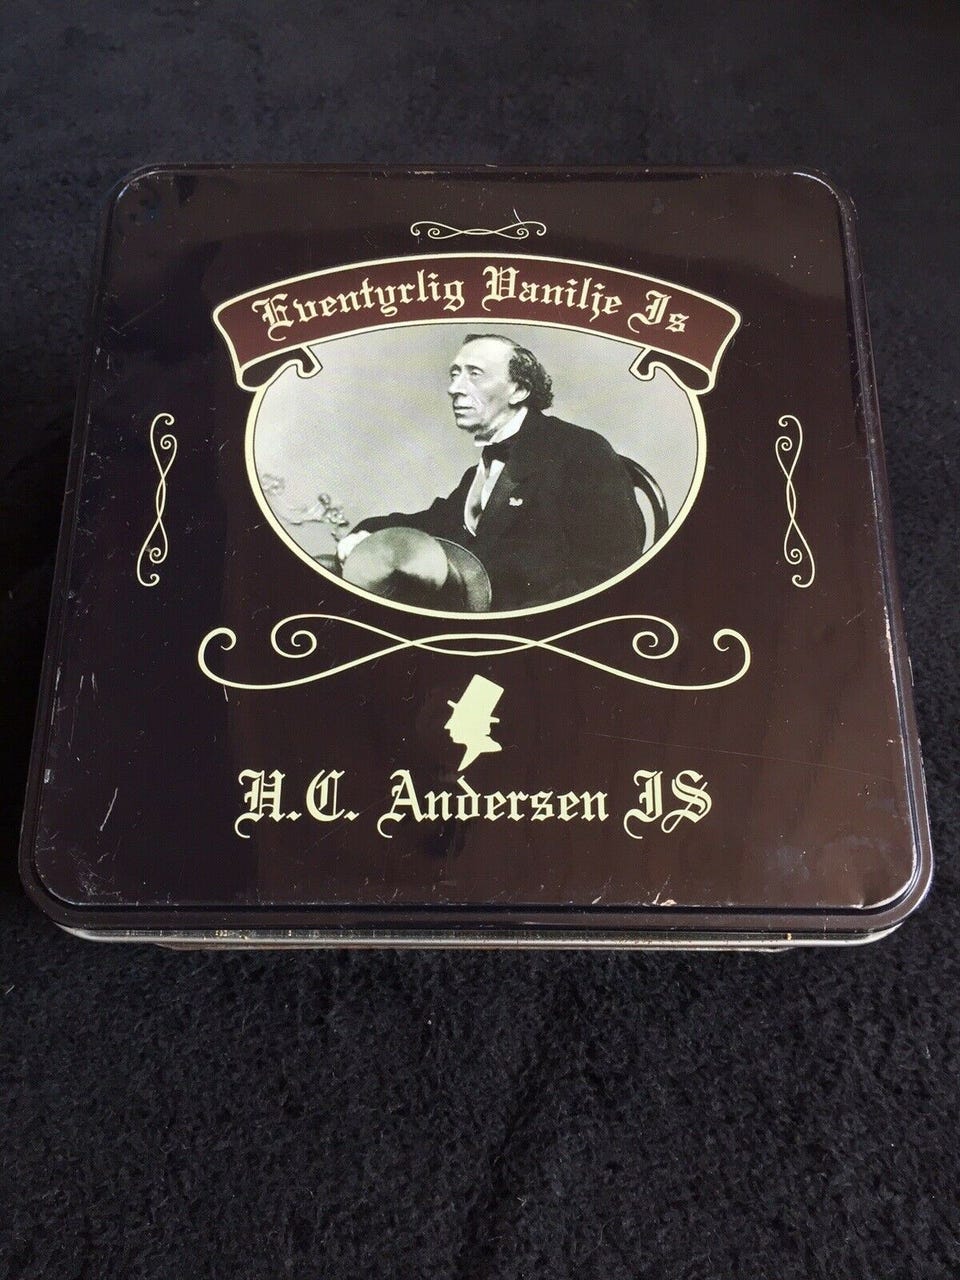 Eventyrlig Vanilje Is
H.C. Andersen IS